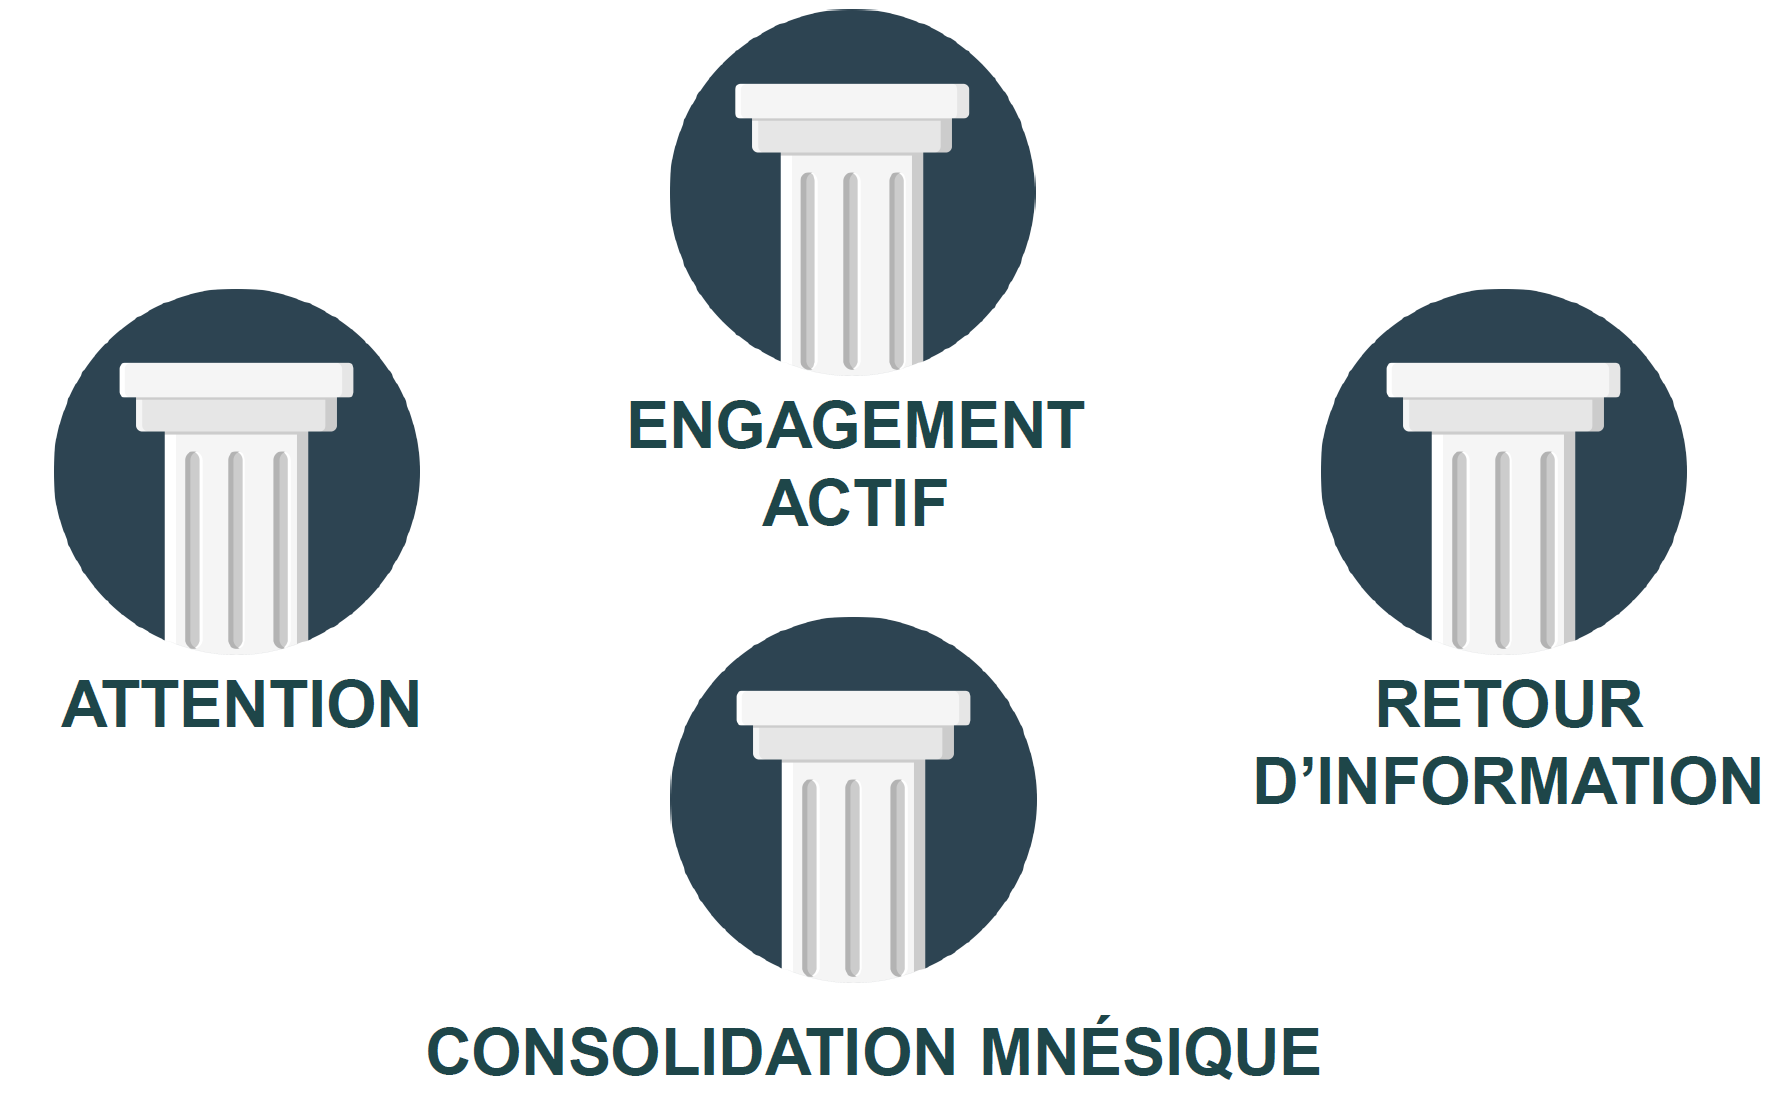 ENGAGEMENT
ACTIF
ATTENTION
RETOUR
D’INFORMATION
CONSOLIDATION MNÉSIQUE